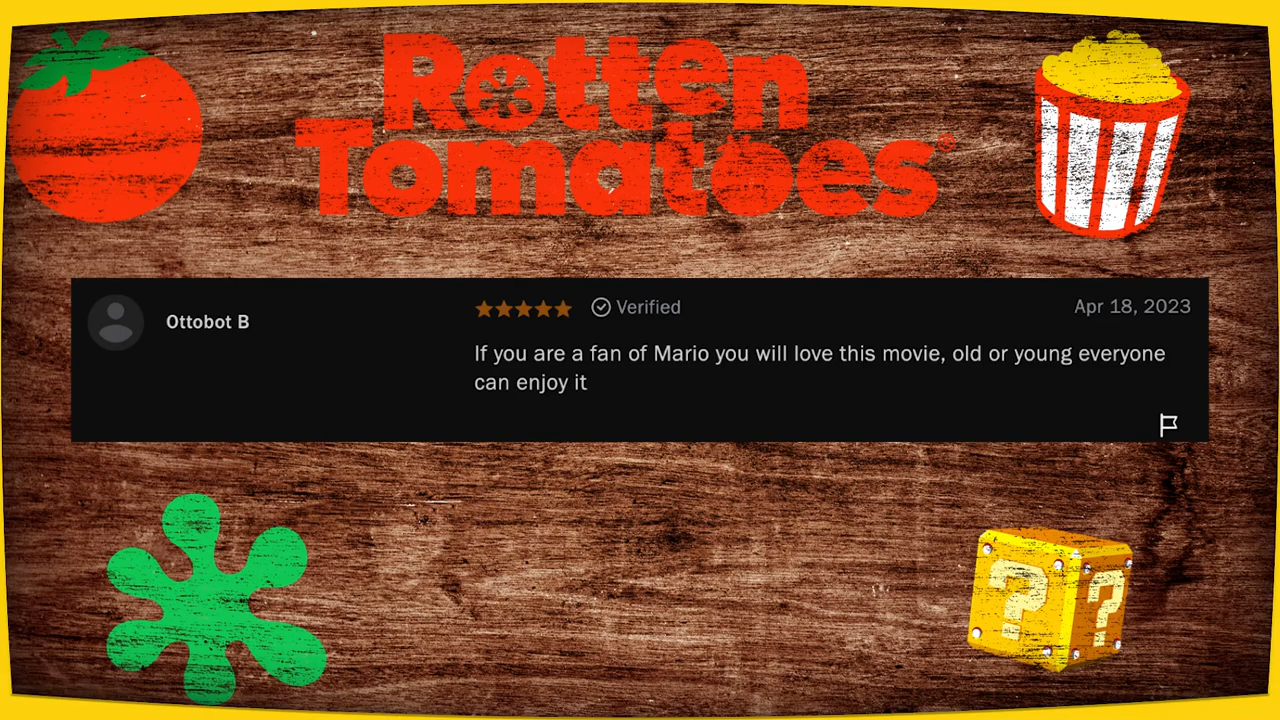 Rotten
Tomatoes®
Ottobot B
Verified
Apr 18, 2023
If you are a fan of Mario you will love this movie, old or young everyone
can enjoy it
? ?